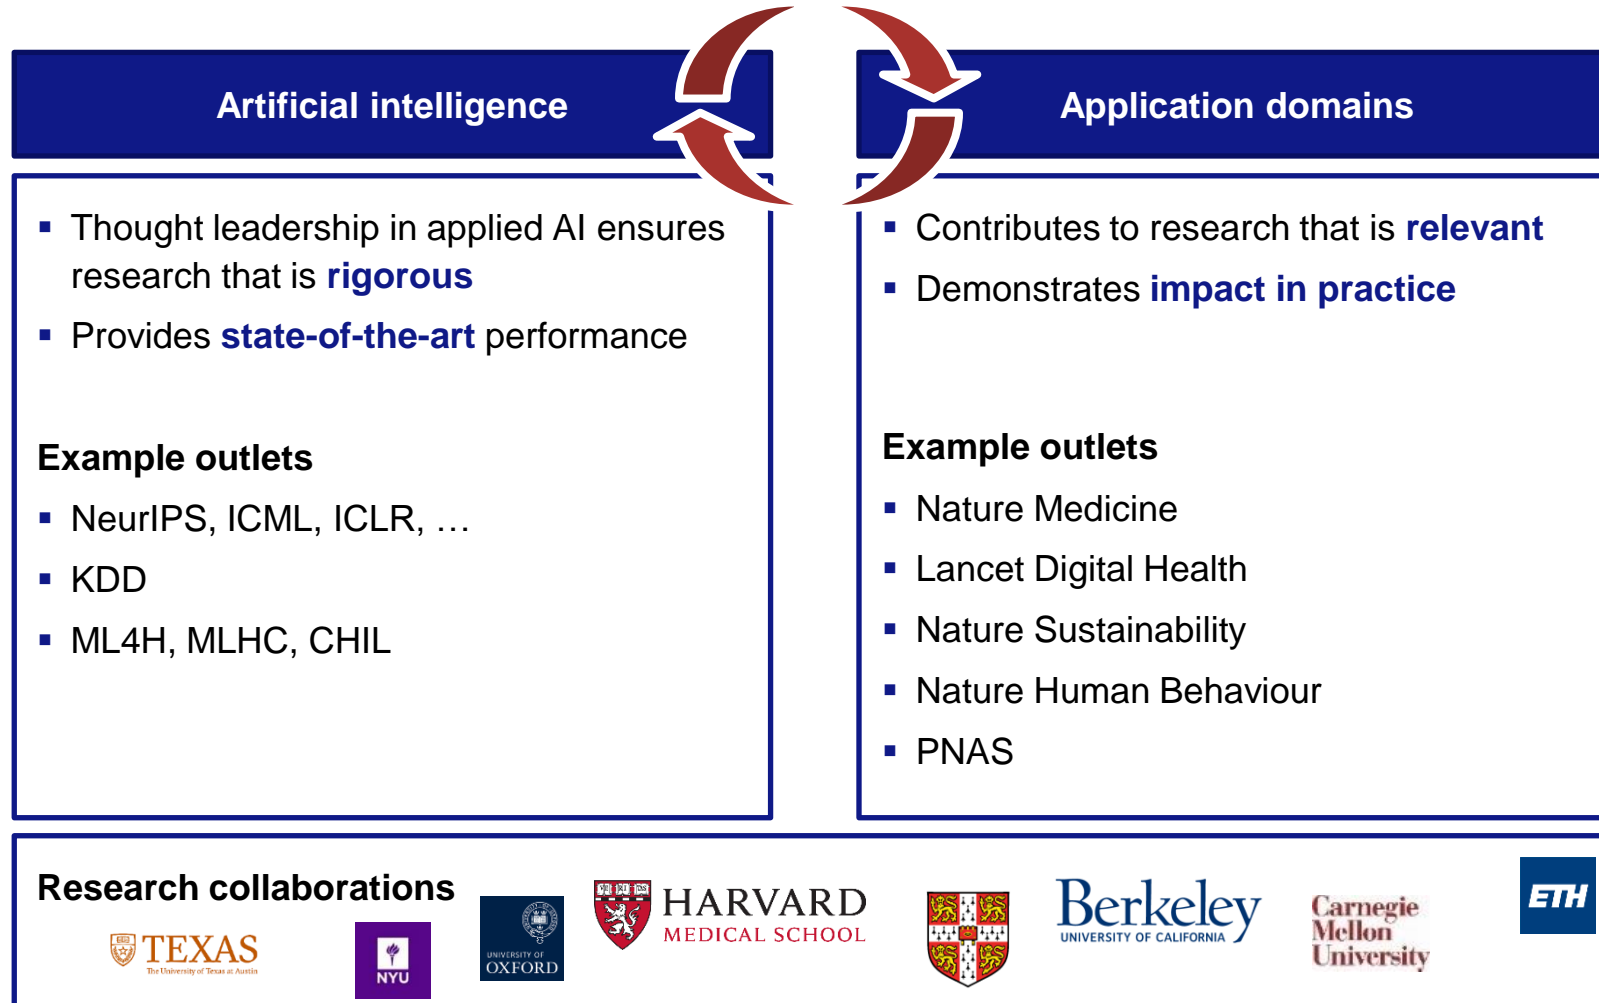 Artificial intelligence
Thought leadership in applied AI ensures
research that is rigorous
Provides state-of-the-art performance
Example outlets
NeurIPS, ICML, ICLR, …
KDD
ML4H, MLHC, CHIL
Application domains
Contributes to research that is relevant
Demonstrates impact in practice
Example outlets
Nature Medicine
Lancet Digital Health
Nature Sustainability
Nature Human Behaviour
PNAS
Research collaborations
TEXAS
The University of Texas at Austin
NYU
UNIVERSITY OF
OXFORD
VE RI TAS
HARVARD
MEDICAL SCHOOL
Berkeley
UNIVERSITY OF CALIFORNIA
Carnegie
Mellon
University
ETH